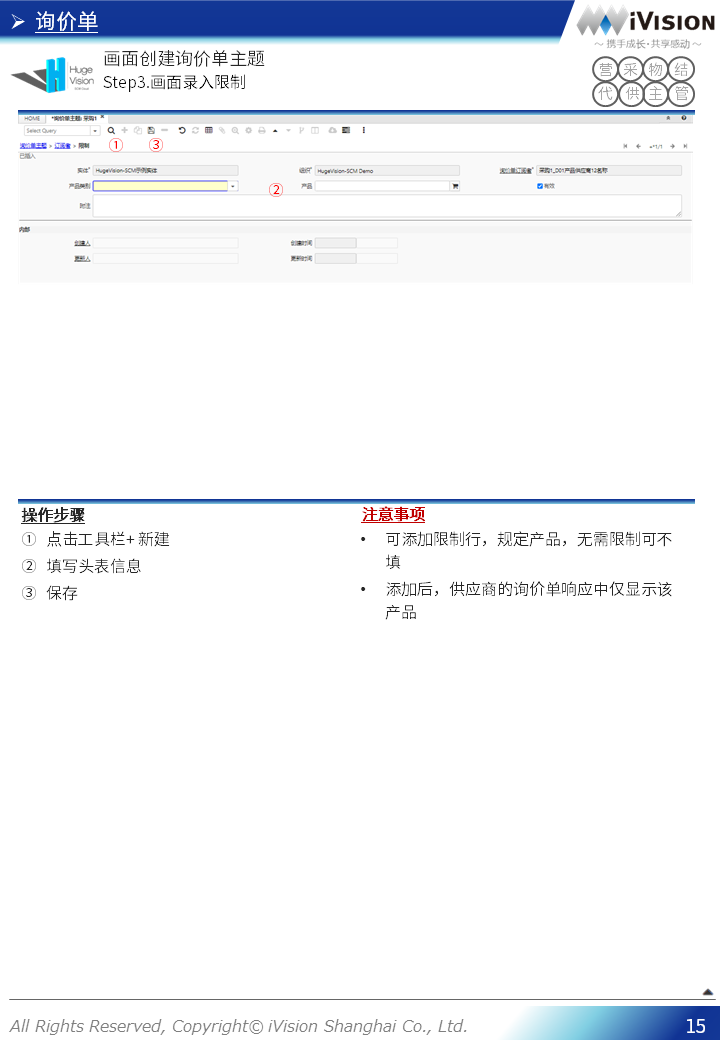 询价单
iVISION
～ 携手成长·共享感动 ～
Huge
Vision
画面创建询价单主题
Step3.画面录入限制
营 采 物 结
代 供 主 管
HOME *询价单主题: 采购1 ×
Select Query
① ③
询价单主题 » 订阅者 » 限制 +*1/1
已插入
实体* HugeVision-SCM示例实体 组织* HugeVision-SCM Demo 询价单订阅者* 采购1_D01产品供应商12名称
产品类别 ② 产品 有效
附注
内部
创建人 创建时间
更新人 更新时间
操作步骤
① 点击工具栏+ 新建
② 填写头表信息
③ 保存
注意事项
• 可添加限制行，规定产品，无需限制可不
填
• 添加后，供应商的询价单响应中仅显示该
产品
All Rights Reserved, Copyright© iVision Shanghai Co., Ltd.
15